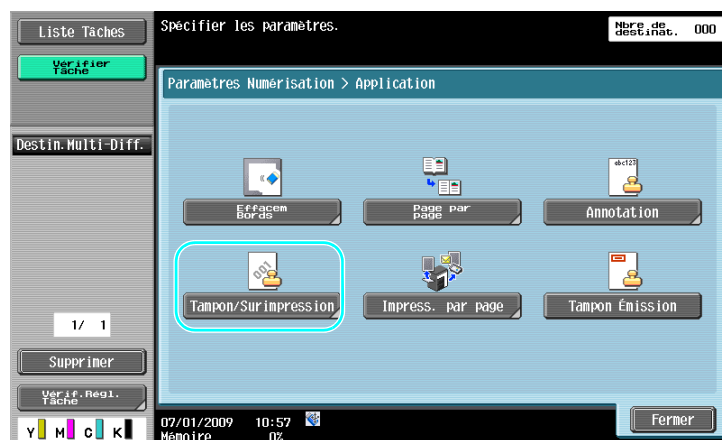 Liste Tâches
Spécifier les paramètres.
Nbre de
destinat.
000
Vérifier
Tâche
Paramètres Numérisation > Application
Destin.Multi-Diff.
abc123
Effacem
Bords
Page par
page
Annotation
001
Tampon/Surimpression
Impress. par page
Tampon Émission
1/ 1
Supprimer
Vérif.Régl.
Tâche
Y M C K
07/01/2009 10:57
Mémoire 0%
Fermer